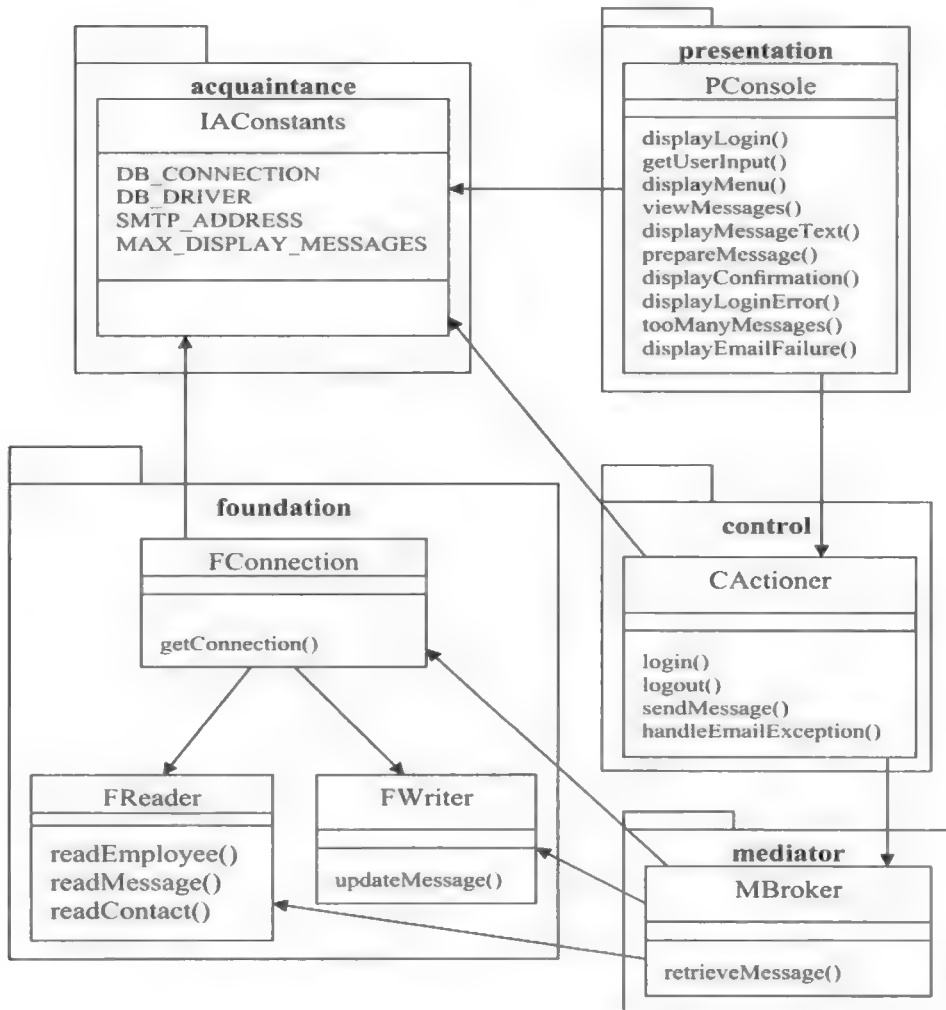 acquaintance
IAConstants
DB_CONNECTION
DB_DRIVER
SMTP_ADDRESS
MAX_DISPLAY_MESSAGES
presentation
PConsole
displayLogin()
getUserInput()
displayMenu()
viewMessages()
displayMessageText()
prepareMessage()
displayConfirmation()
displayLoginError()
tooManyMessages()
displayEmailFailure()
foundation
FConnection
getConnection()
FReader
readEmployee()
readMessage()
readContact()
FWriter
updateMessage()
control
CActioner
login()
logout()
sendMessage()
handleEmailException()
mediator
MBroker
retrieveMessage()